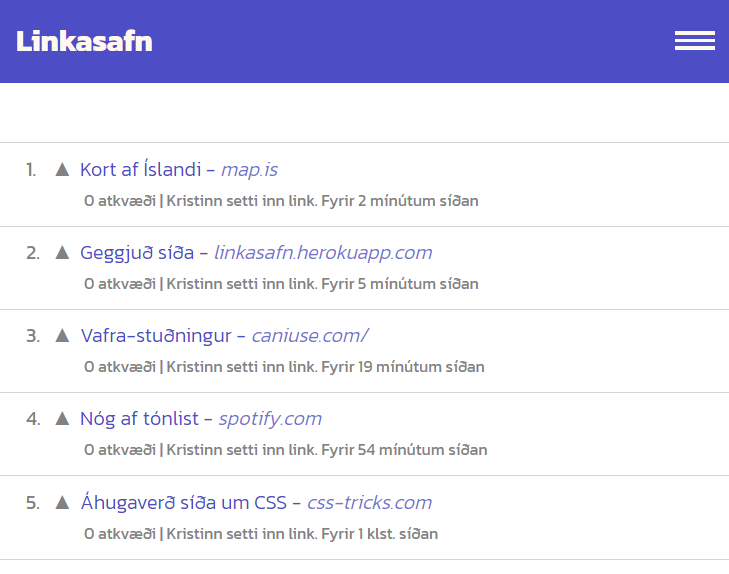 Linkasafn
1. ▲ Kort af Íslandi - map.is
0 atkvæði | Kristinn setti inn link. Fyrir 2 mínútum síðan
2. ▲ Geggjuð síða - linkasafn.herokuapp.com
0 atkvæði | Kristinn setti inn link. Fyrir 5 mínútum síðan
3. ▲ Vafra-stuðningur - caniuse.com/
0 atkvæði | Kristinn setti inn link. Fyrir 19 mínútum síðan
4. ▲ Nóg af tónlist - spotify.com
0 atkvæði | Kristinn setti inn link. Fyrir 54 mínútum síðan
5. ▲ Áhugaverð síða um CSS - css-tricks.com
0 atkvæði | Kristinn setti inn link. Fyrir 1 klst. síðan